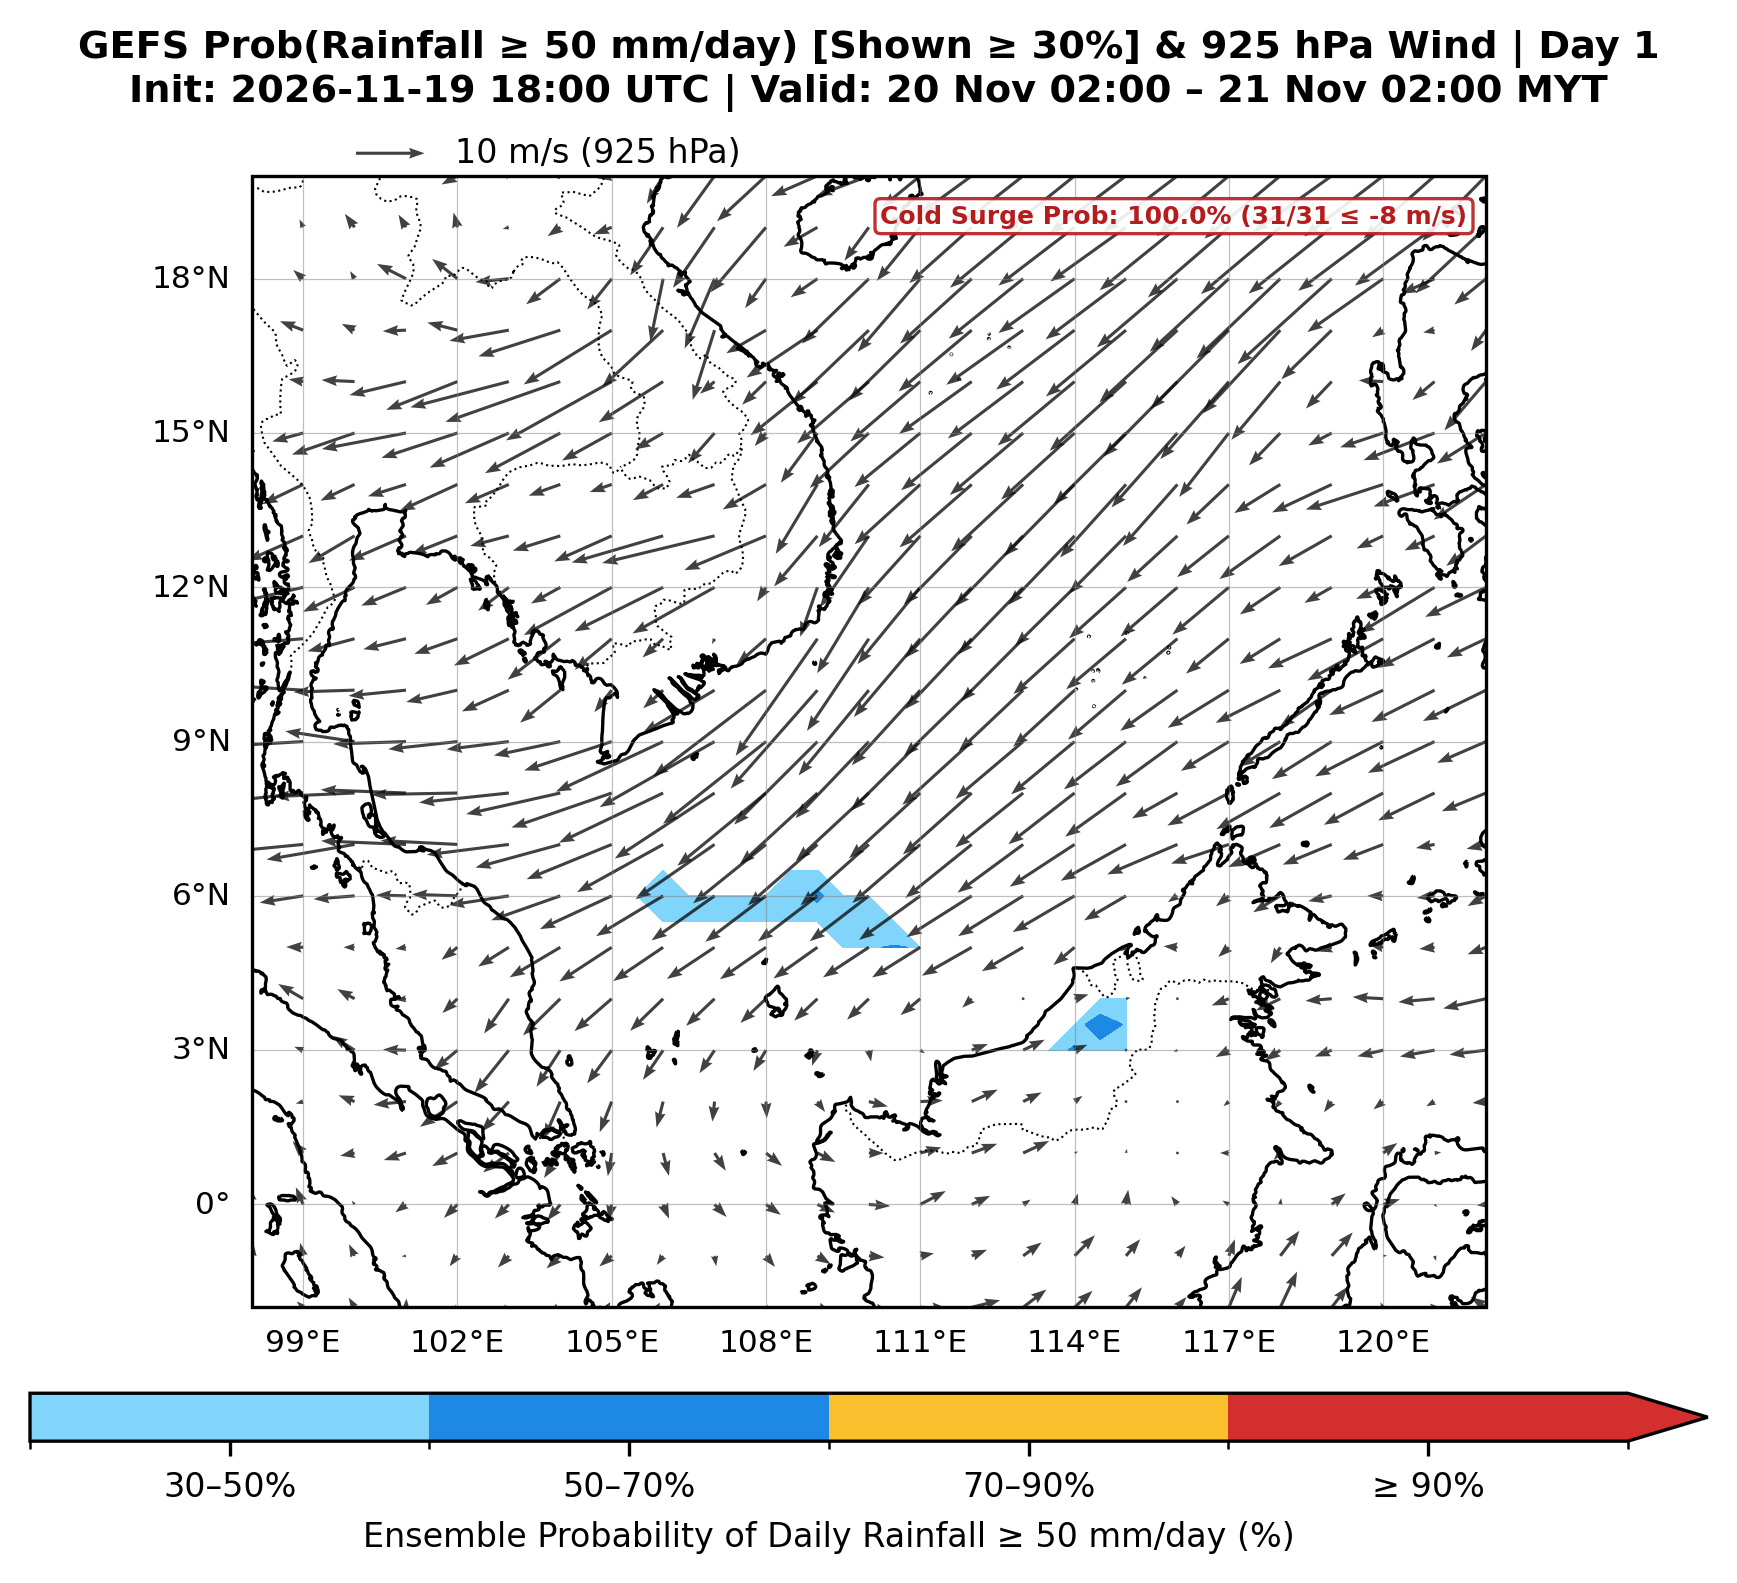 GEFS Prob(Rainfall ≥ 50 mm/day) [Shown ≥ 30%] & 925 hPa Wind | Day 1
Init: 2026-11-19 18:00 UTC | Valid: 20 Nov 02:00 – 21 Nov 02:00 MYT
10 m/s (925 hPa)
Cold Surge Prob: 100.0% (31/31 ≤ -8 m/s)
18°N
15°N
12°N
9°N
6°N
3°N
0°
99°E 102°E 105°E 108°E 111°E 114°E 117°E 120°E
30–50% 50–70% 70–90% ≥ 90%
Ensemble Probability of Daily Rainfall ≥ 50 mm/day (%)